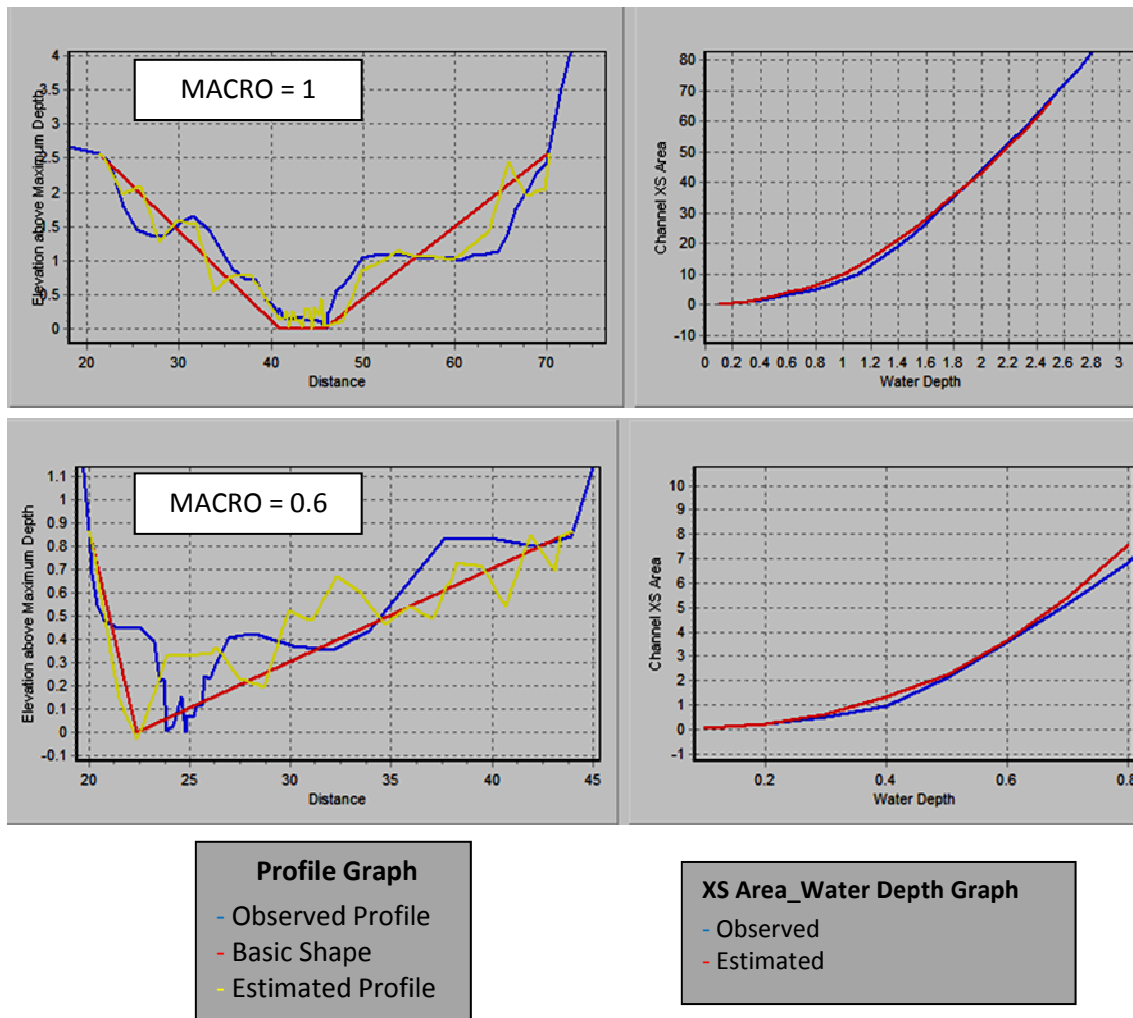 4
3.5
3
2.5
2
1.5
1
0.5
0
Elevation above Maximum Depth
MACRO = 1
20 30 40 50 60 70
Distance
80
70
60
50
40
30
20
10
0
-10
Channel XS Area
0 0.2 0.4 0.6 0.8 1 1.2 1.4 1.6 1.8 2 2.2 2.4 2.6 2.8 3
Water Depth
1.1
1
0.9
0.8
0.7
0.6
0.5
0.4
0.3
0.2
0.1
0
-0.1
Elevation above Maximum Depth
MACRO = 0.6
20 25 30 35 40 45
Distance
10
9
8
7
6
5
4
3
2
1
0
-1
Channel XS Area
0.2 0.4 0.6 0.8
Water Depth
Profile Graph
- Observed Profile
- Basic Shape
- Estimated Profile
XS Area_Water Depth Graph
- Observed
- Estimated